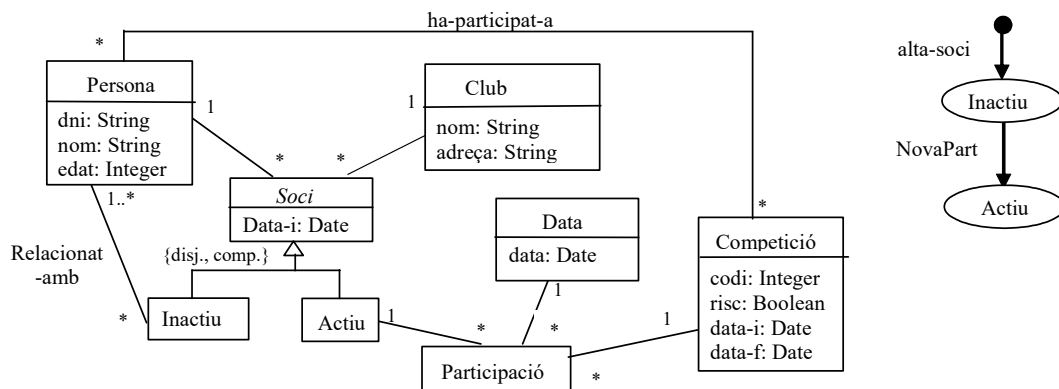 ha-participat-a
*
*
Persona
dni: String
nom: String
edat: Integer
1
1
Club
nom: String
adreça: String
*
*
Soci
Data-i: Date
1..*
Relacionat
-amb
*
{disj., comp.}
Inactiu
Actiu
Data
data: Date
1
*
1
*
Participació
Competició
codi: Integer
risc: Boolean
data-i: Date
data-f: Date
1
*
alta-soci
Inactiu
NovaPart
Actiu